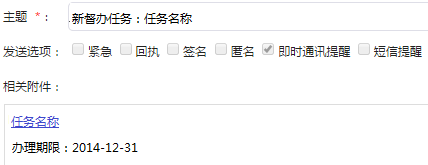 主题 *： 新督办任务：任务名称
发送选项： 紧急 回执 签名 匿名 即时通讯提醒 短信提醒
相关附件：
任务名称
办理期限：2014-12-31